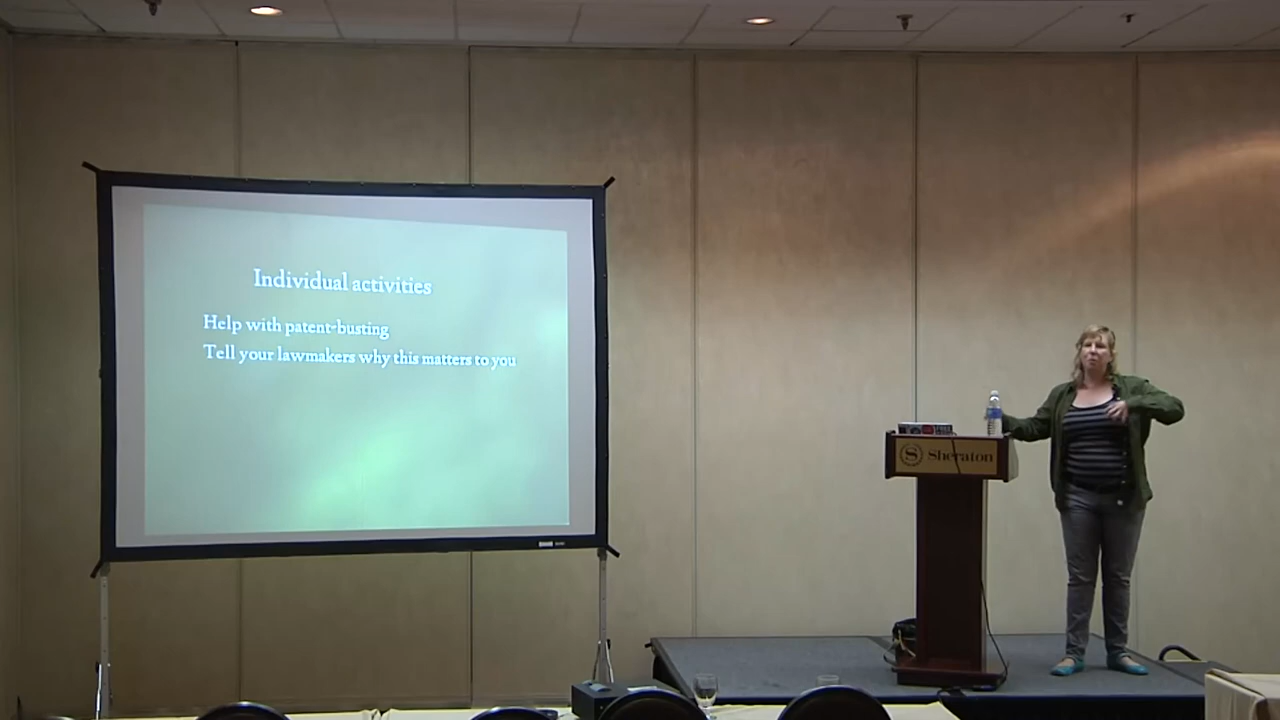 Individual activities
Help with patent-busting
Tell your lawmakers why this matters to you
S Sheraton